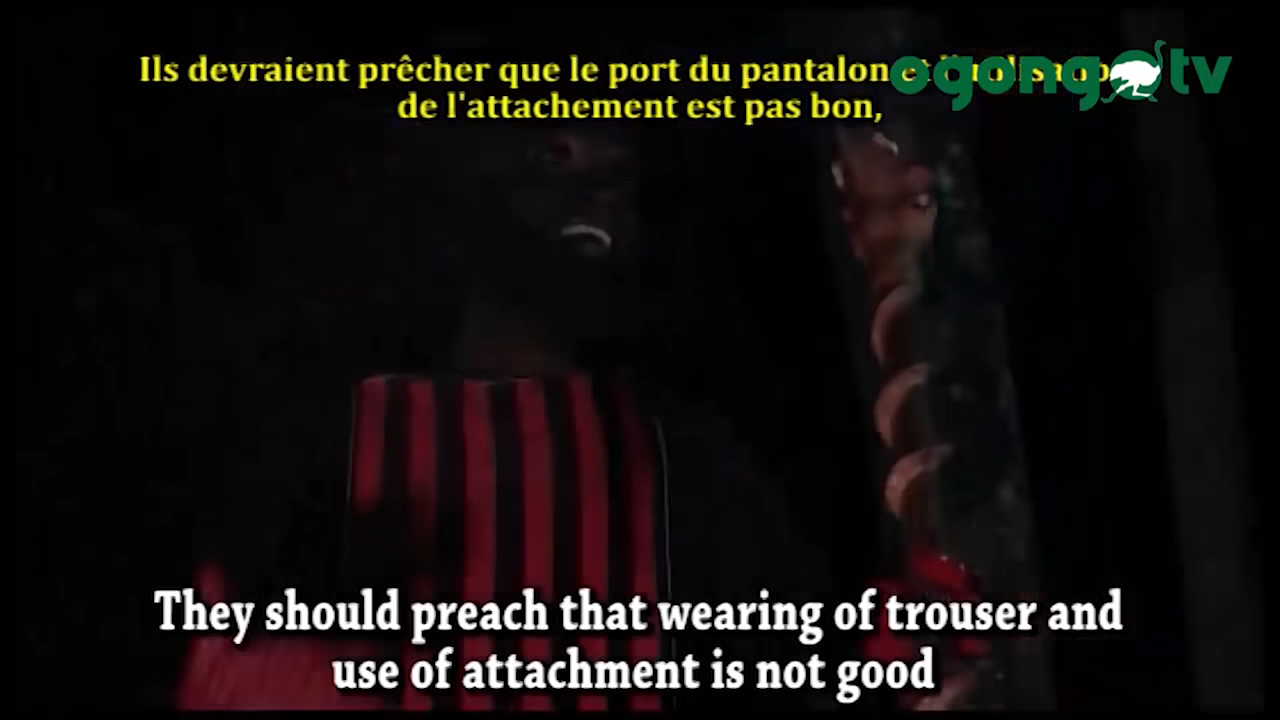 Ils devraient prêcher que le port du pantalon et
de l'attachement est pas bon,
ogongo tv
They should preach that wearing of trouser and
use of attachment is not good